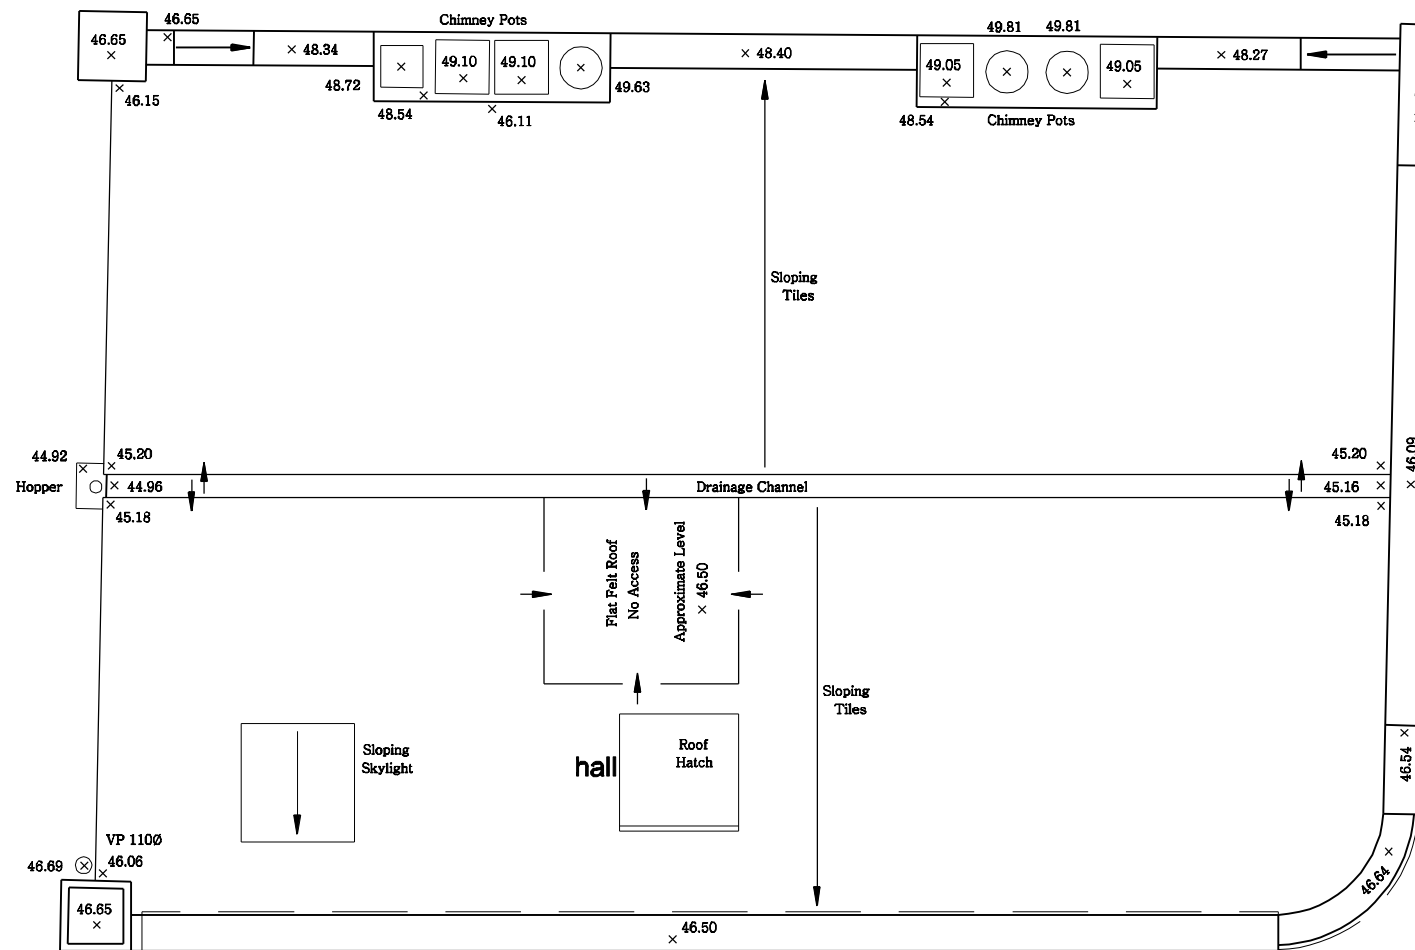 46.65
Chimney Pots
49.81
49.81
46.65
48.34
49.10
49.10
48.40
49.05
49.05
48.27
46.15
48.72
48.54
46.11
49.63
48.54
Chimney Pots
Sloping
Tiles
44.92
45.20
45.20
Hopper
44.96
Drainage Channel
45.16
46.09
45.18
45.18
Flat Felt Roof
No Access
Approximate Level
46.50
Sloping
Tiles
Sloping
Skylight
hall
Roof
Hatch
46.54
VP 110Ø
46.69
46.06
46.64
46.65
46.50